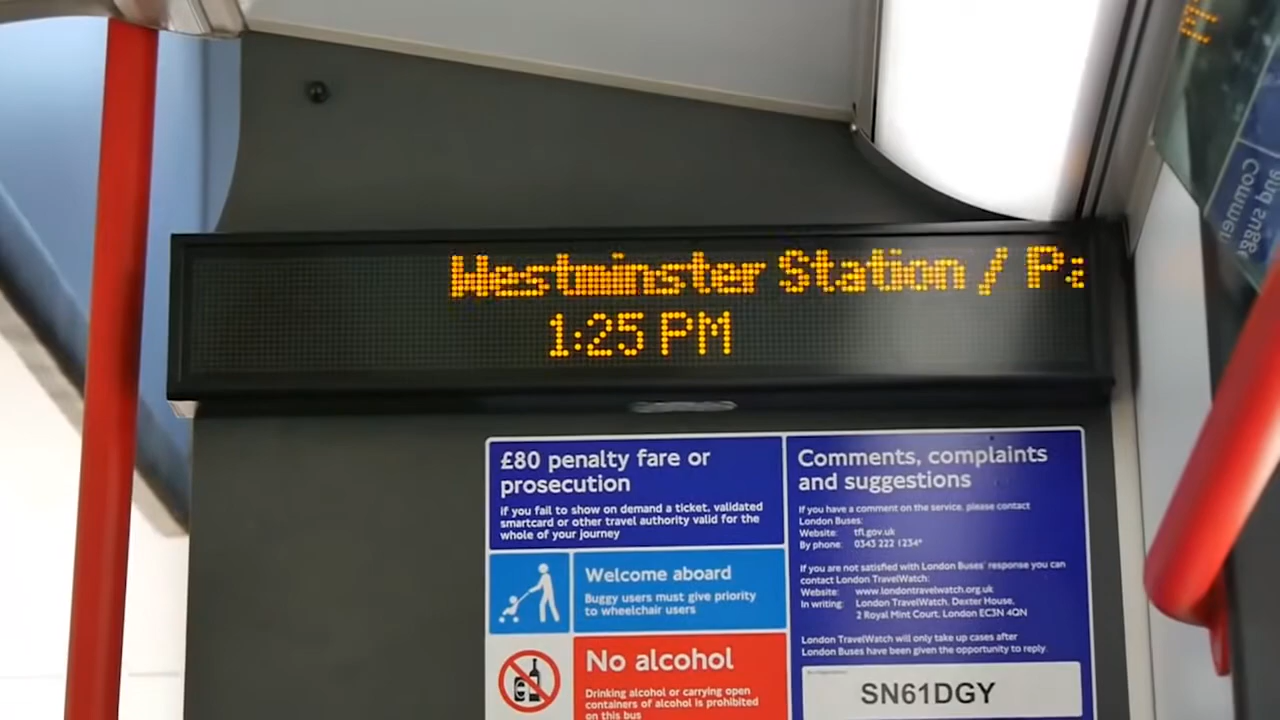 Westminster Station / Pa
1:25 PM
£80 penalty fare or
prosecution
if you fail to show on demand a ticket, validated
smartcard or other travel authority valid for the
whole of your journey
Welcome aboard
Buggy users must give priority
to wheelchair users
No alcohol
Drinking alcohol or carrying open
containers of alcohol is prohibited
on this bus
Comments, complaints
and suggestions
If you have a comment on the service, please contact
London Buses:
Website: tfl.gov.uk
By phone: 0343 222 1234*
If you are not satisfied with London Buses' response you can
contact London TravelWatch:
Website: www.londontravelwatch.org.uk
In writing: London TravelWatch, Dexter House,
2 Royal Mint Court, London EC3N 4QN
London TravelWatch will only take up cases after
London Buses have been given the opportunity to reply.
SN61DGY
Commen
and sugg